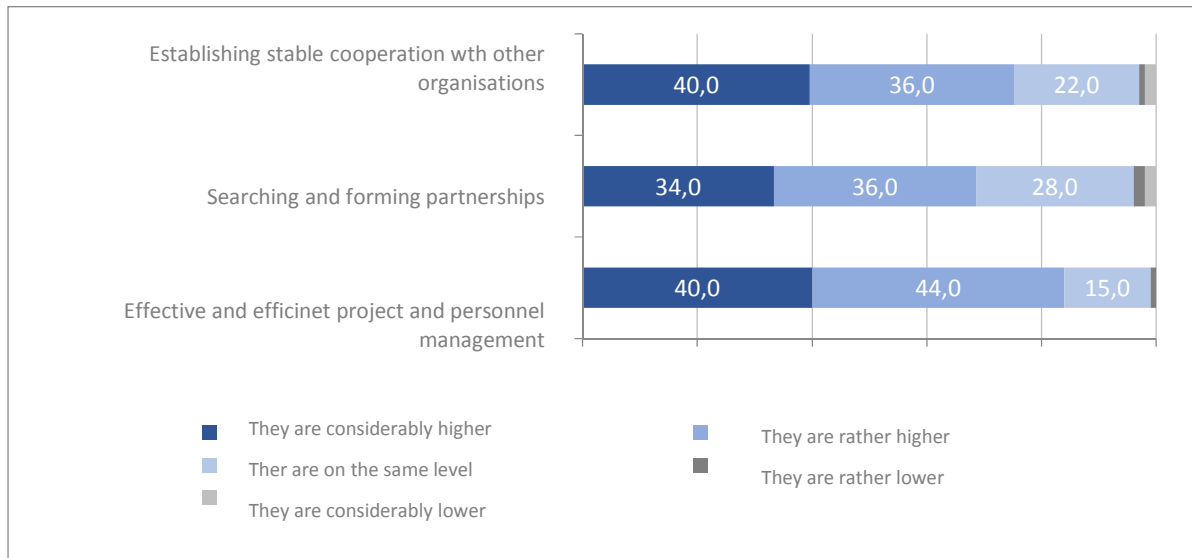 Establishing stable cooperation wth other
organisations
40,0 36,0 22,0
Searching and forming partnerships
34,0 36,0 28,0
Effective and efficinet project and personnel
management
40,0 44,0 15,0
They are considerably higher
They are rather higher
Ther are on the same level
They are rather lower
They are considerably lower